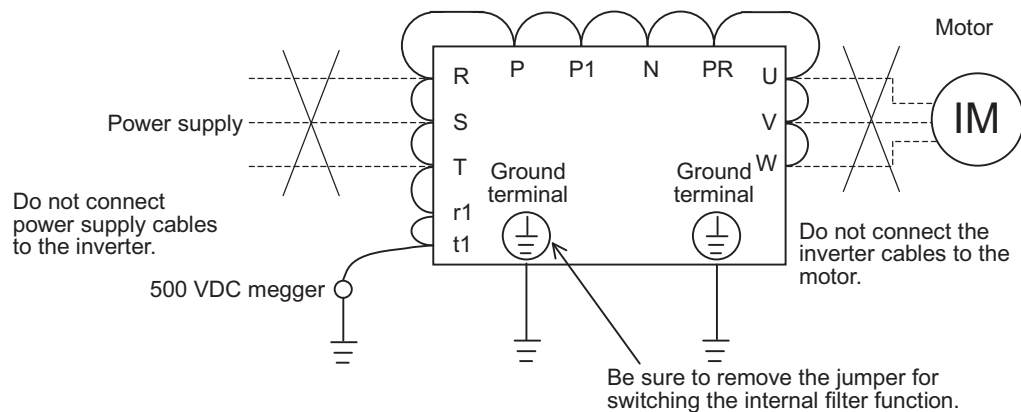 Motor
P P1 N PR
R
U
S
V
T
W
r1
t1
IM
Power supply
Ground
terminal
Ground
terminal
Do not connect
power supply cables
to the inverter.
Do not connect the
inverter cables to the
motor.
500 VDC megger
Be sure to remove the jumper for
switching the internal filter function.